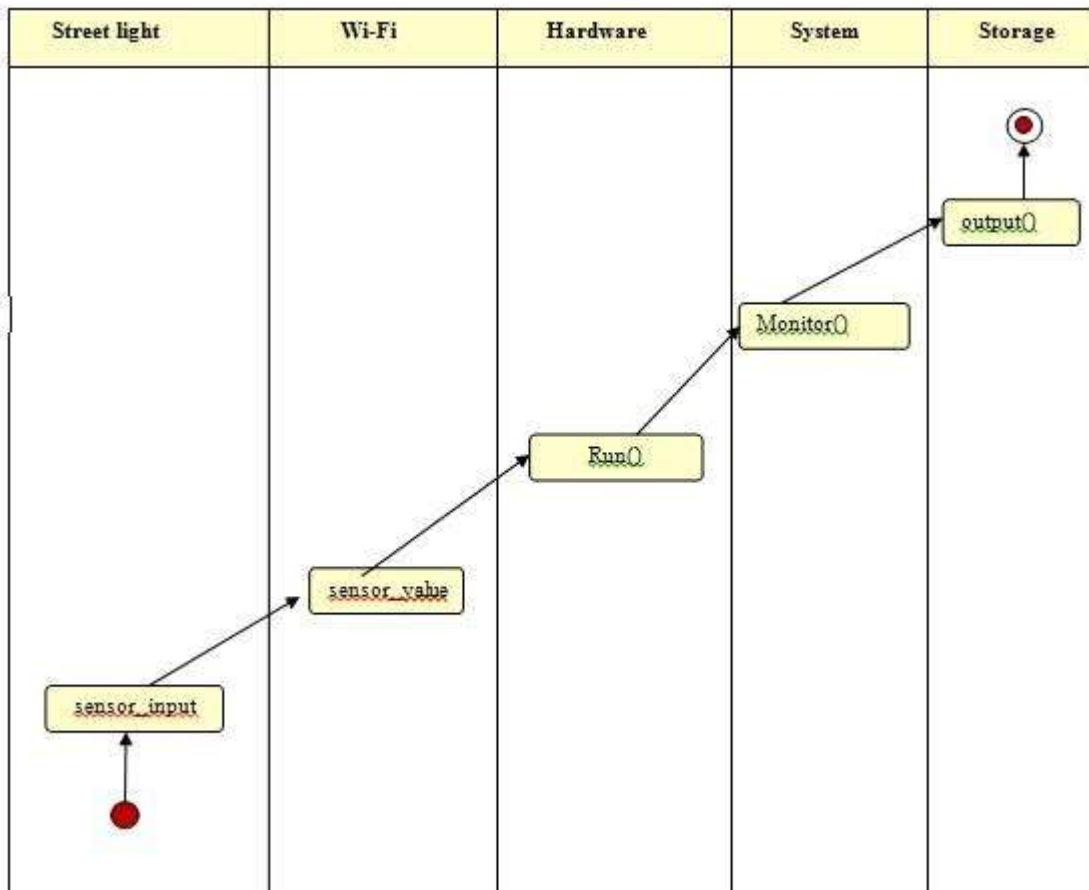 Street light
Wi-Fi
Hardware
System
Storage
output()
Monitor()
Run()
sensor_value
sensor_input